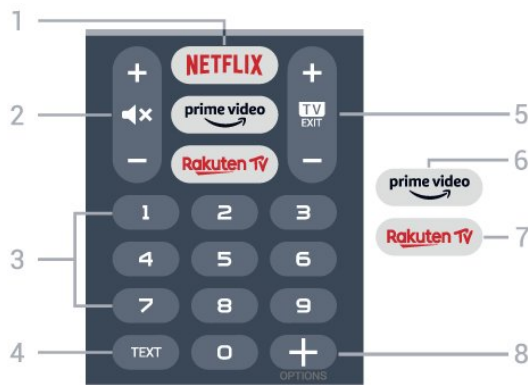 1
NETFLIX
+ +
2 prime video TV EXIT 5
6
prime video
- Rakuten TV -
Rakuten TV 7
3 1 2 3
4 5 6
7 8 9
4 TEXT 0 + 8
OPTIONS